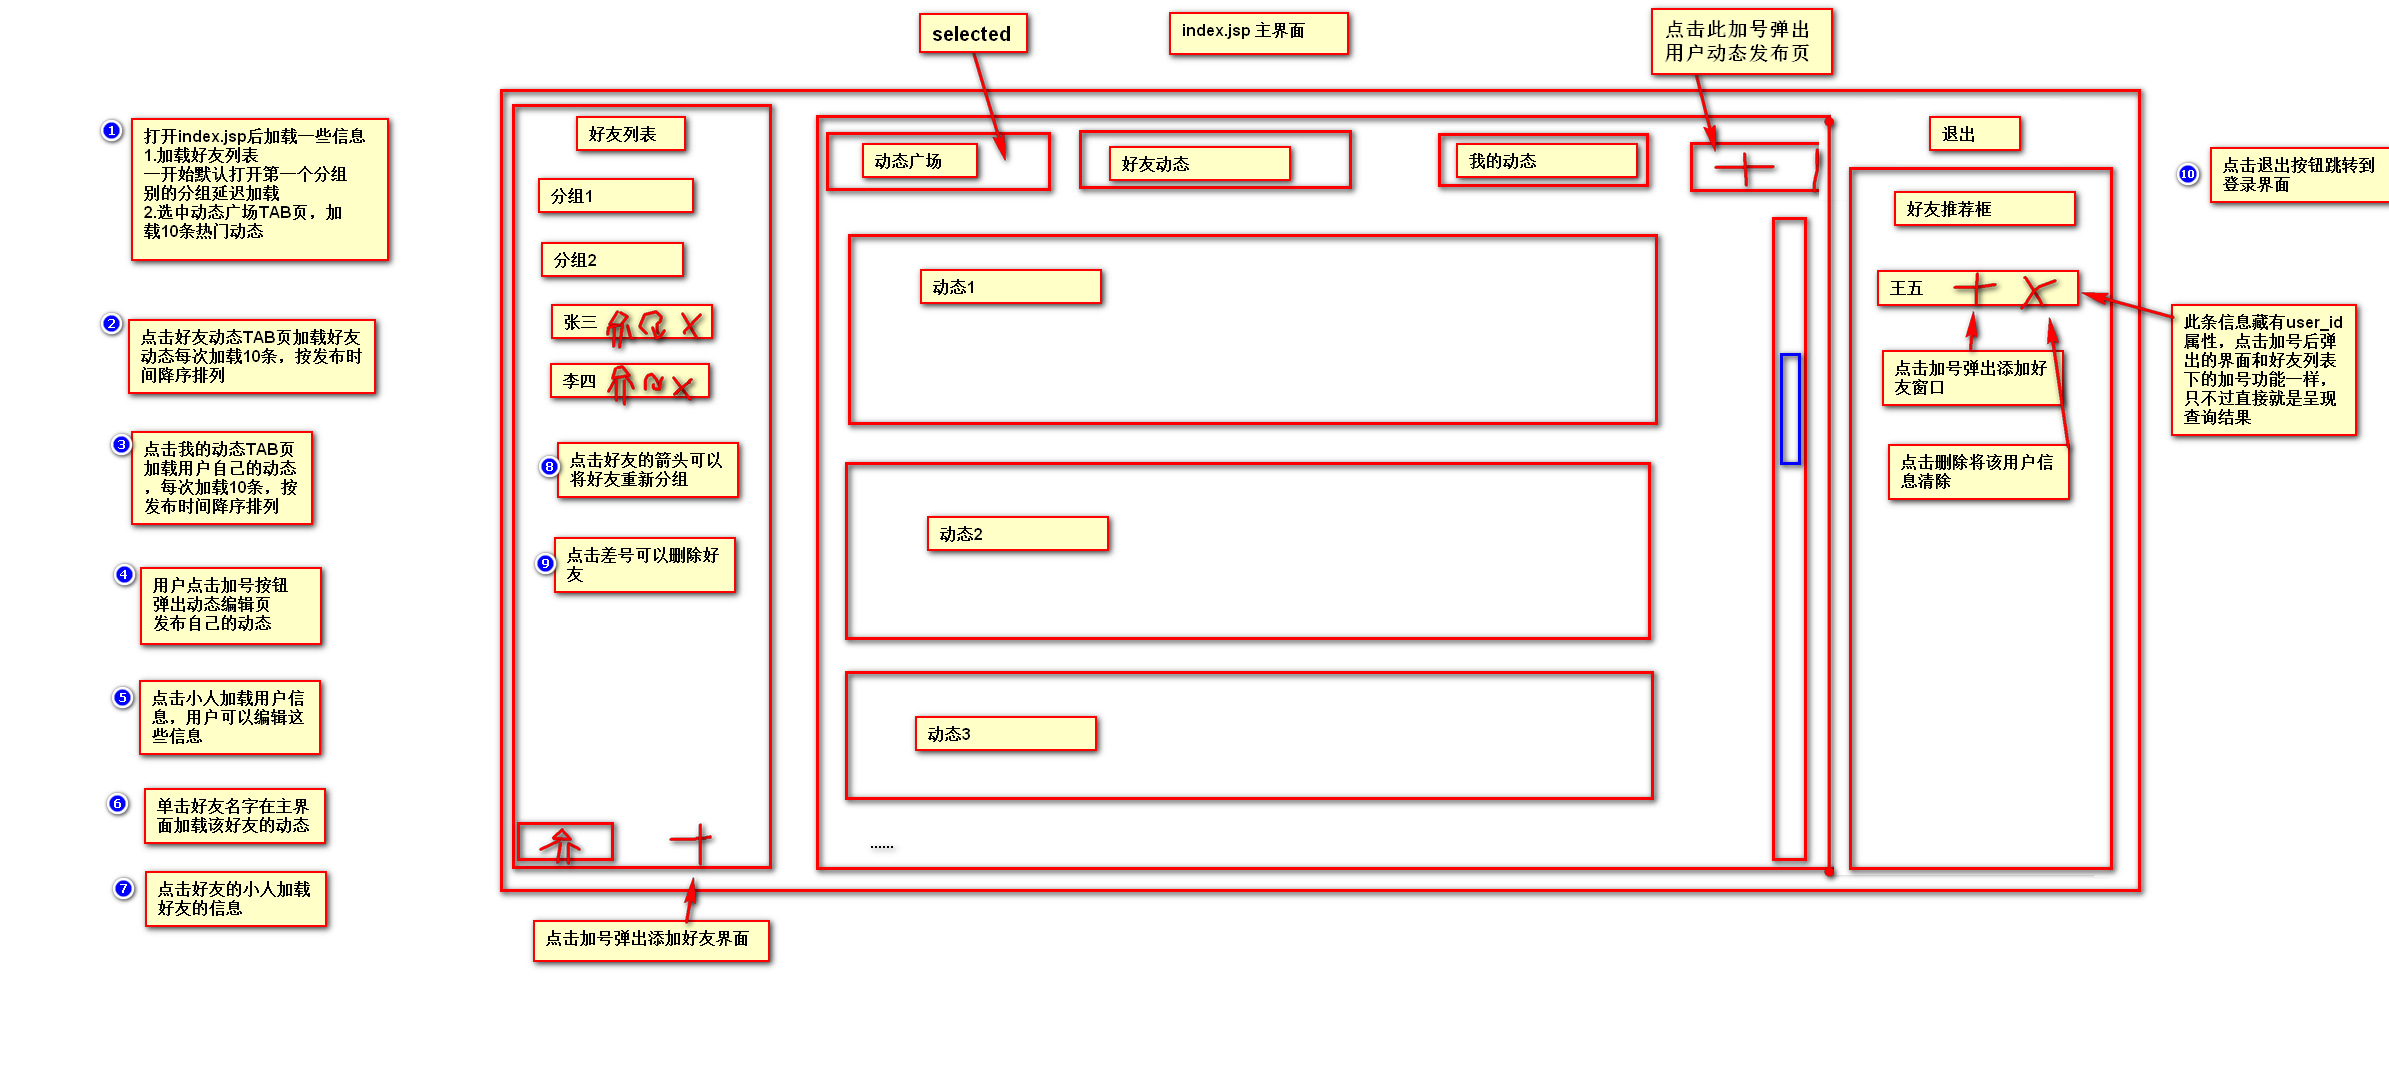 selected
index.jsp 主界面
点击此加号弹出
用户动态发布页
1
打开index.jsp后加载一些信息
1.加载好友列表
一开始默认打开第一个分组
别的分组延迟加载
2.选中动态广场TAB页，加
载10条热门动态
2
点击好友动态TAB页加载好友
动态每次加载10条，按发布时
间降序排列
3
点击我的动态TAB页
加载用户自己的动态
，每次加载10条，按
发布时间降序排列
4
用户点击加号按钮
弹出动态编辑页
发布自己的动态
5
点击小人加载用户信
息，用户可以编辑这
些信息
6
单击好友名字在主界
面加载该好友的动态
7
点击好友的小人加载
好友的信息
好友列表
分组1
分组2
张三
李四
8
点击好友的箭头可以
将好友重新分组
9
点击差号可以删除好
友
点击加号弹出添加好友界面
动态广场
好友动态
我的动态
动态1
动态2
动态3
......
退出
好友推荐框
王五
点击加号弹出添加好
友窗口
点击删除将该用户信
息清除
10
点击退出按钮跳转到
登录界面
此条信息藏有user_id
属性，点击加号后弹
出的界面和好友列表
下的加号功能一样，
只不过直接就是呈现
查询结果